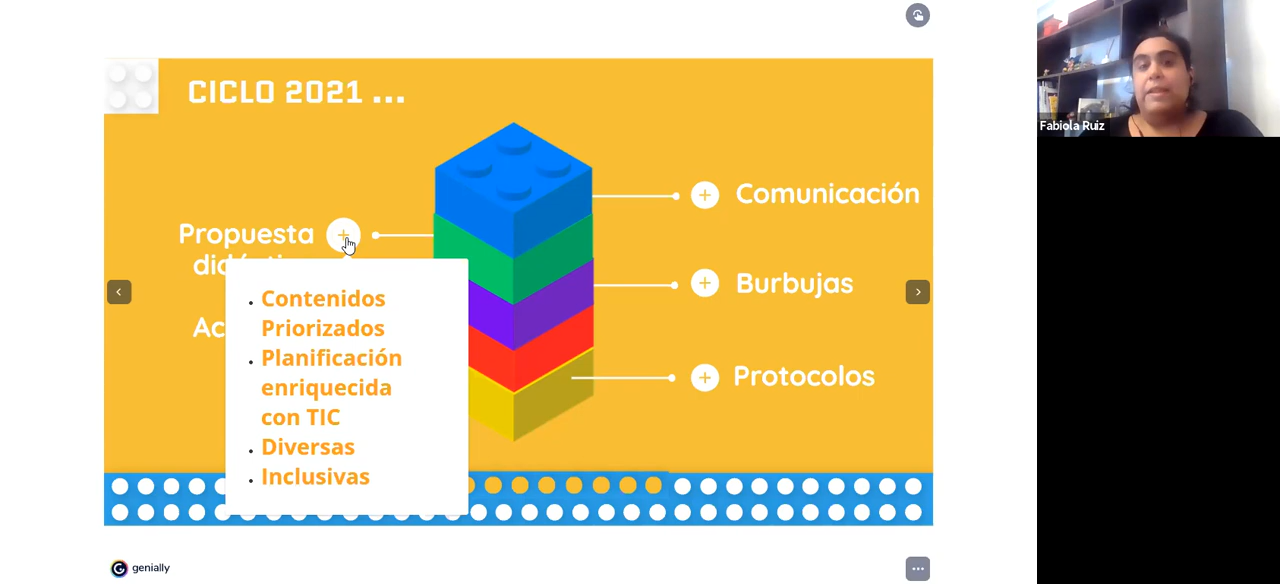 CICLO 2021 ...
Propuesta
Contenidos
Priorizados
Planificación
enriquecida
con TIC
Diversas
Inclusivas
Comunicación
Burbujas
Protocolos
Fabiola Ruiz
genially